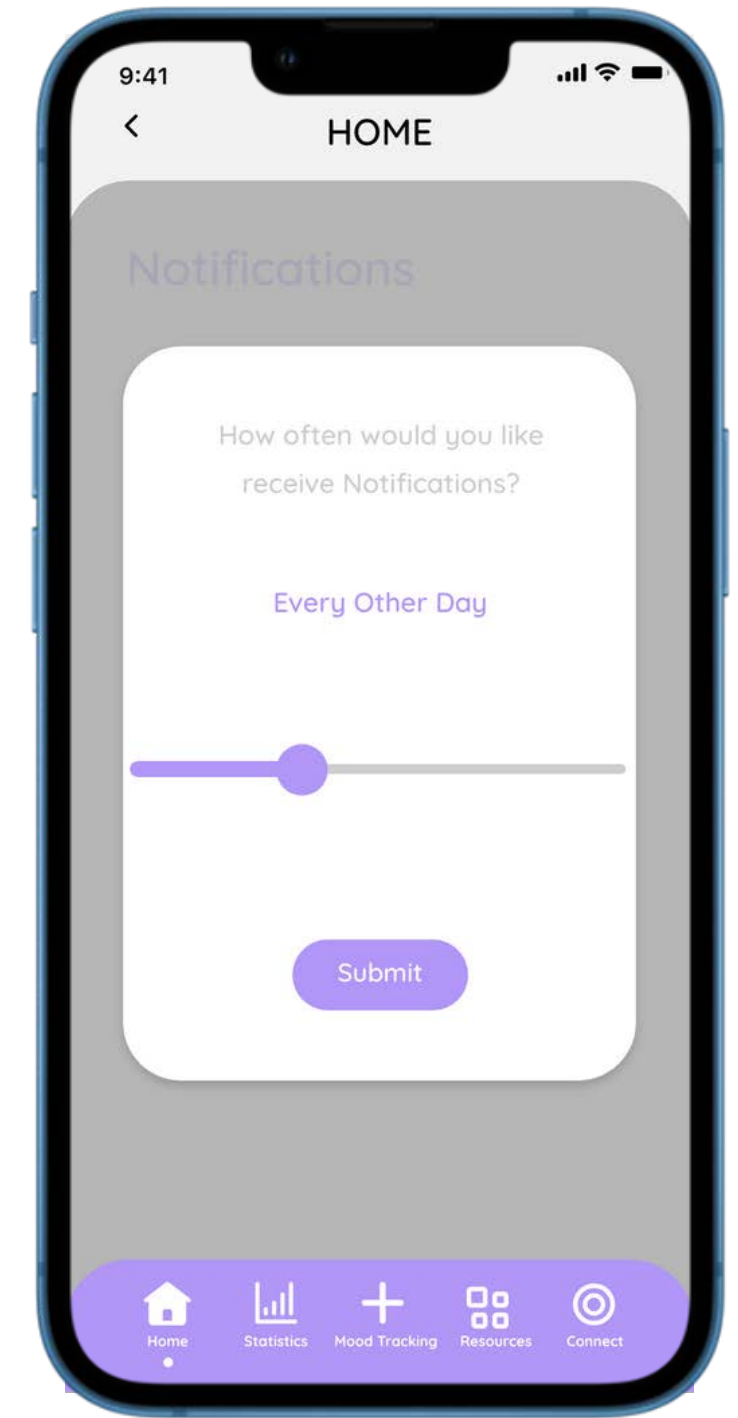 9:41
HOME
Notifications
How often would you like
receive Notifications?
Every Other Day
Submit
Home Statistics Mood Tracking Resources Connect